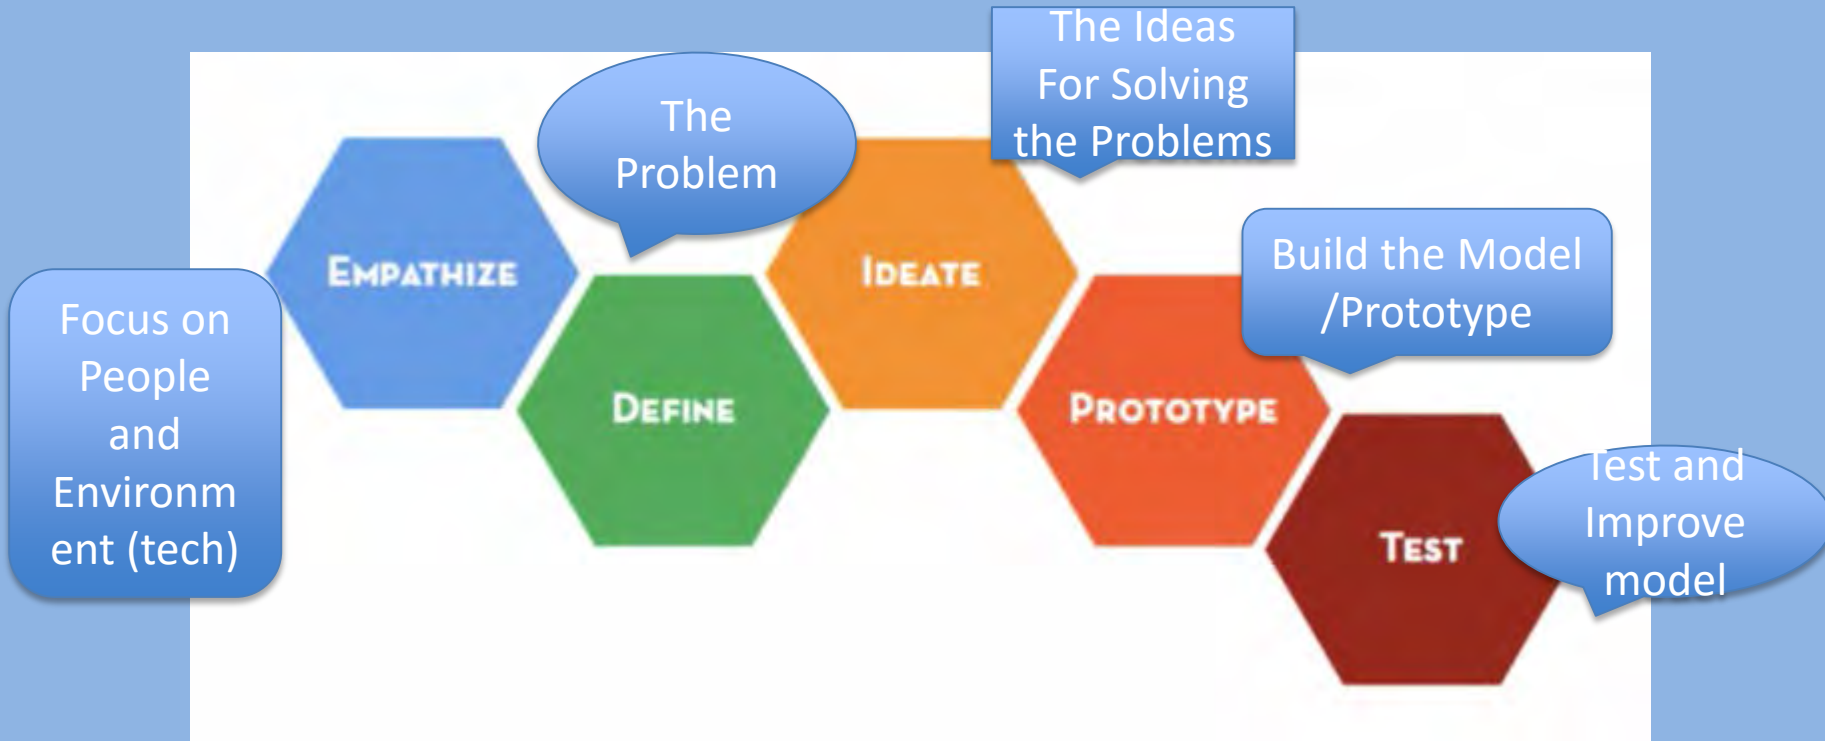 The Ideas
For Solving
the Problems
The
Problem
EMPATHIZE
IDEATE
Build the Model
/Prototype
Focus on
People
and
Environm
ent (tech)
DEFINE
PROTOTYPE
Test and
Improve
model
TEST